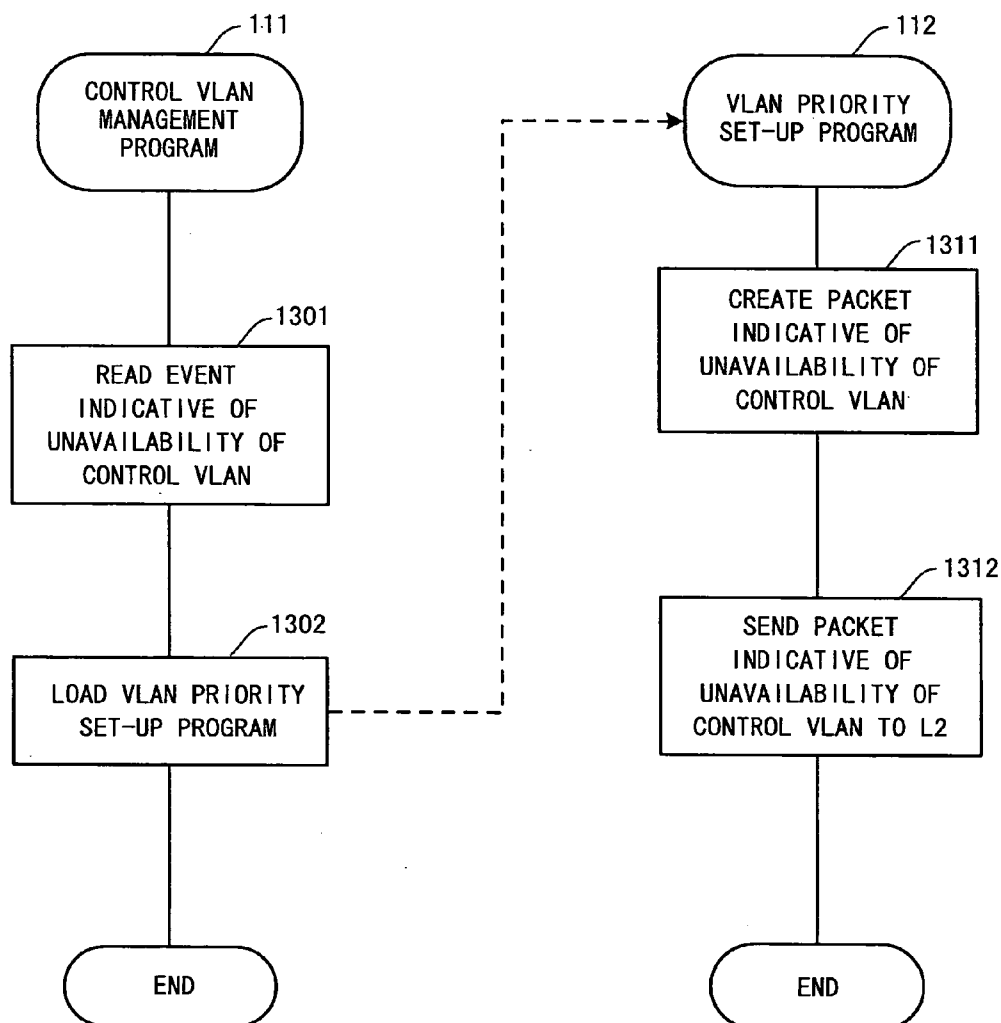 111
CONTROL VLAN
MANAGEMENT
PROGRAM
1301
READ EVENT
INDICATIVE OF
UNAVAILABILITY OF
CONTROL VLAN
1302
LOAD VLAN PRIORITY
SET-UP PROGRAM
END
112
VLAN PRIORITY
SET-UP PROGRAM
1311
CREATE PACKET
INDICATIVE OF
UNAVAILABILITY OF
CONTROL VLAN
1312
SEND PACKET
INDICATIVE OF
UNAVAILABILITY OF
CONTROL VLAN TO L2
END